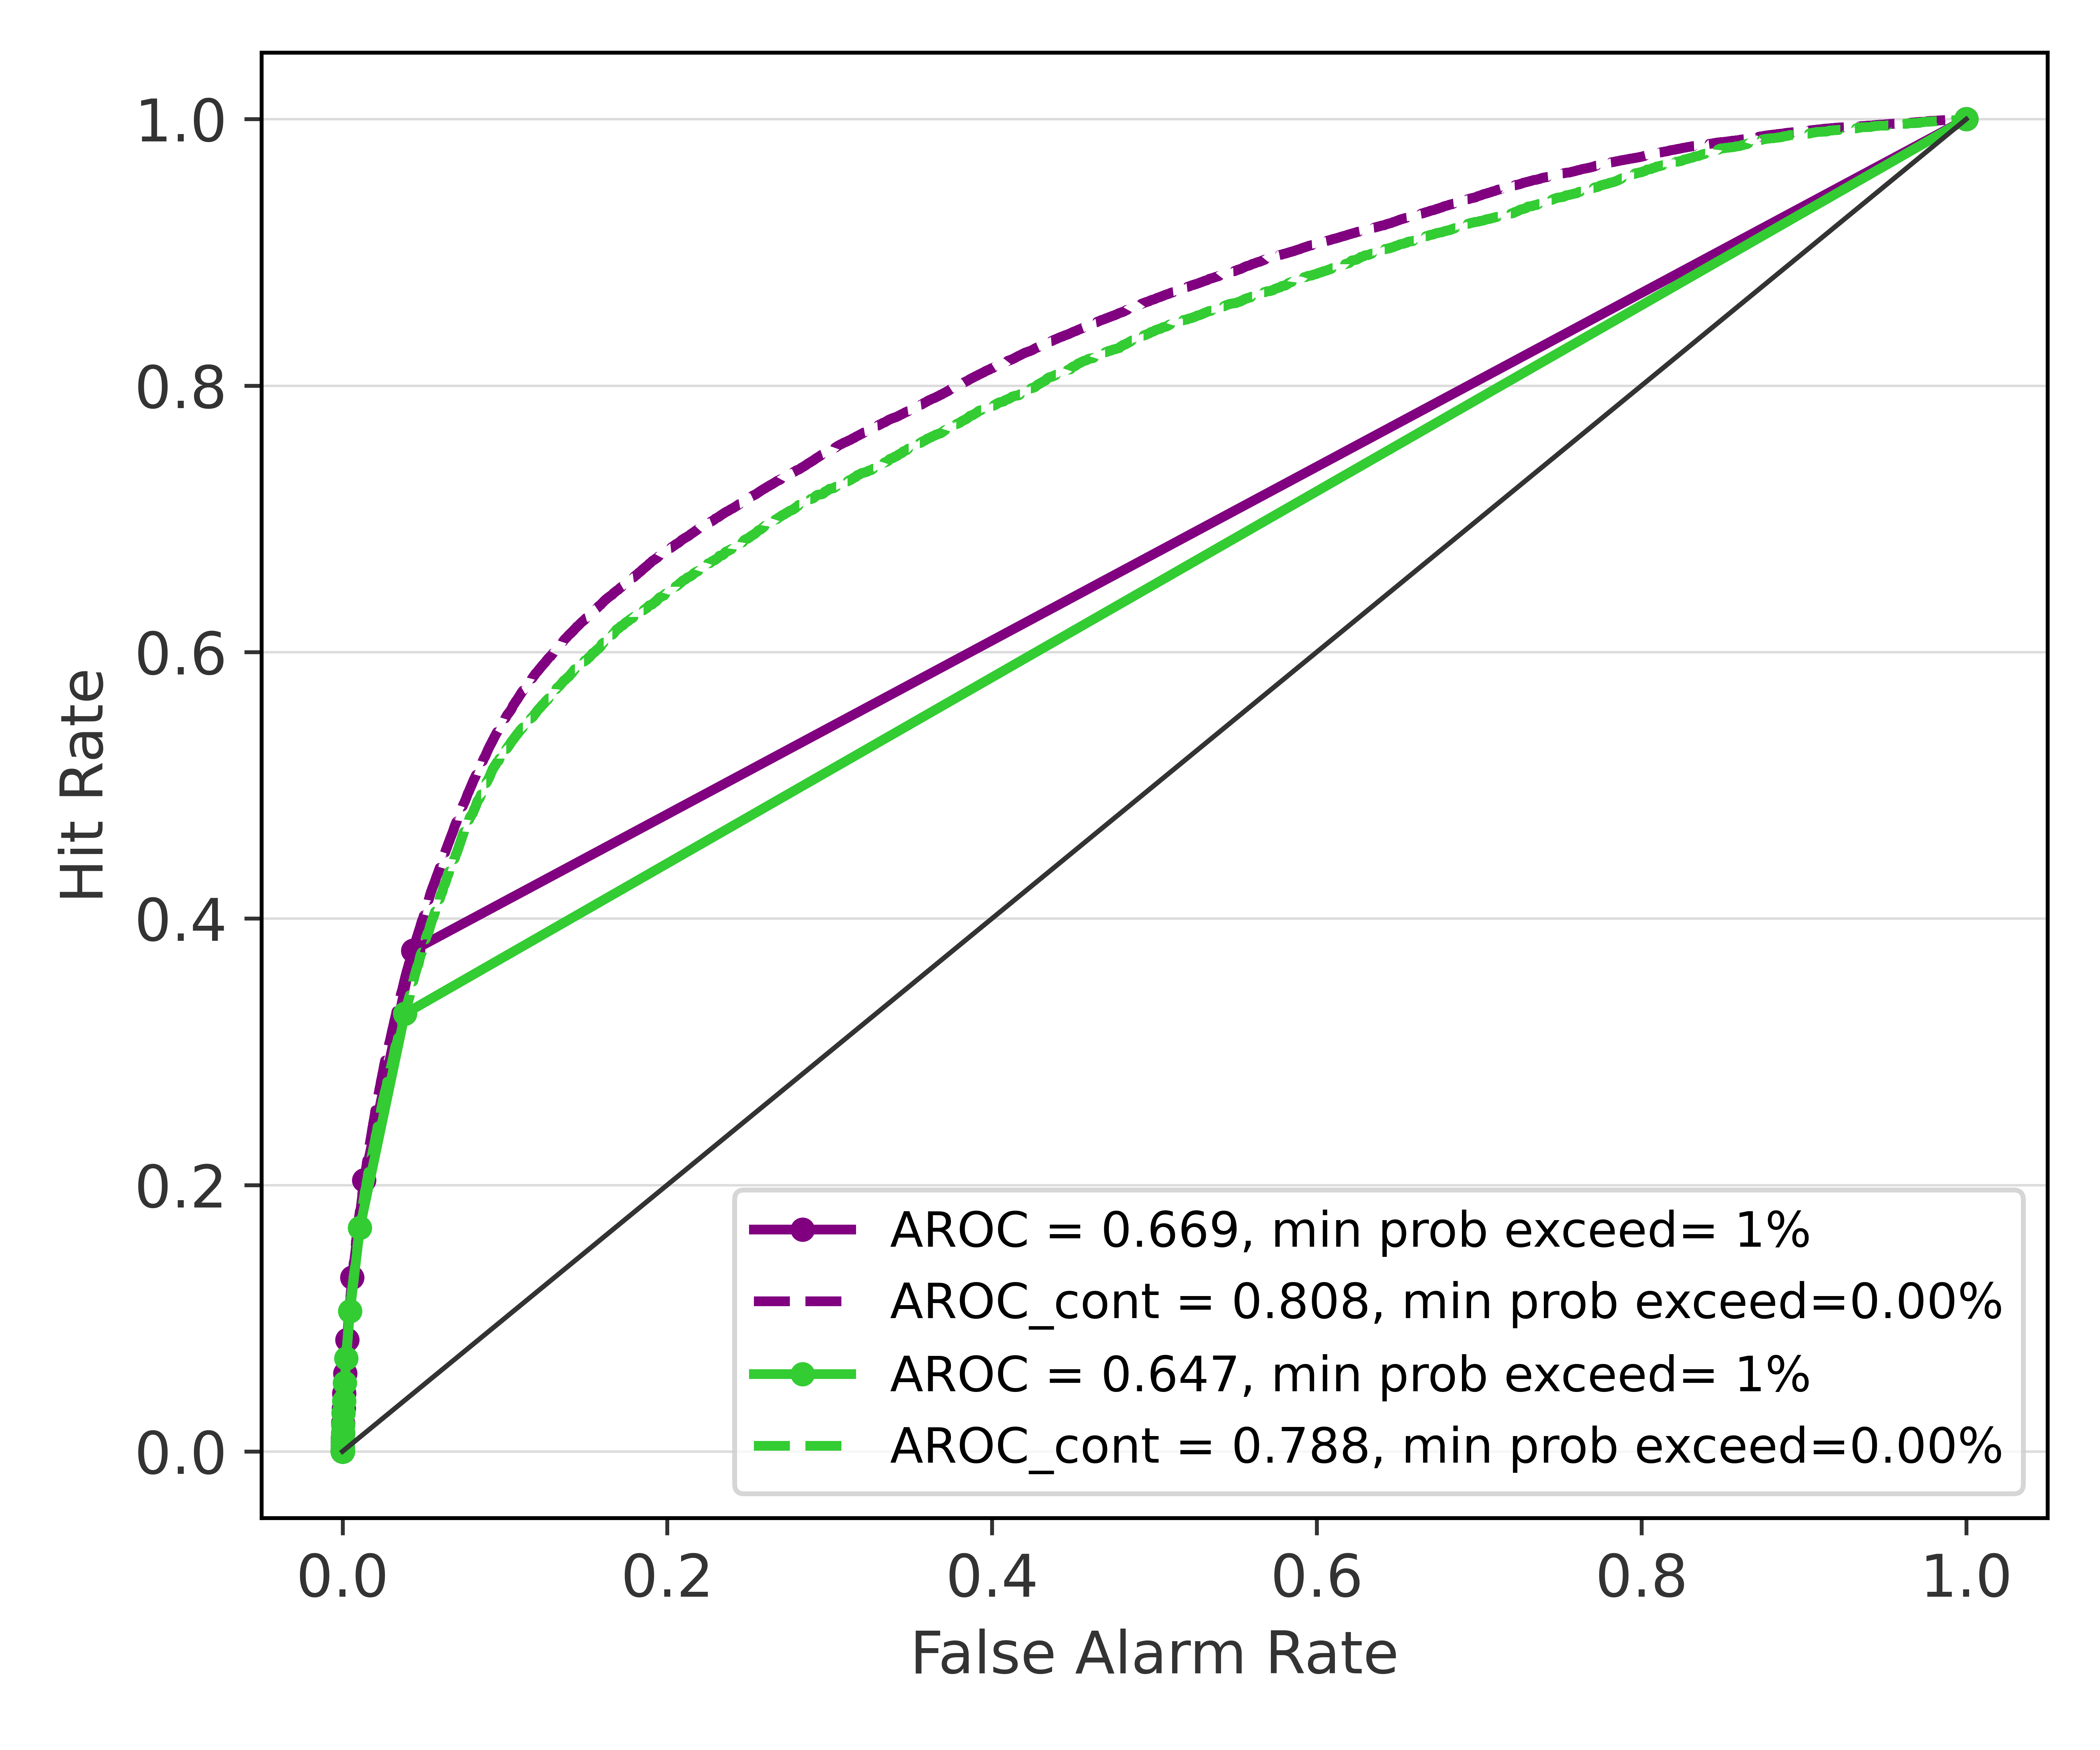 1.0
0.8
0.6
0.4
0.2
0.0
Hit Rate
AROC = 0.669, min prob exceed= 1%
AROC_cont = 0.808, min prob exceed=0.00%
AROC = 0.647, min prob exceed= 1%
AROC_cont = 0.788, min prob exceed=0.00%
0.0 0.2 0.4 0.6 0.8 1.0
False Alarm Rate